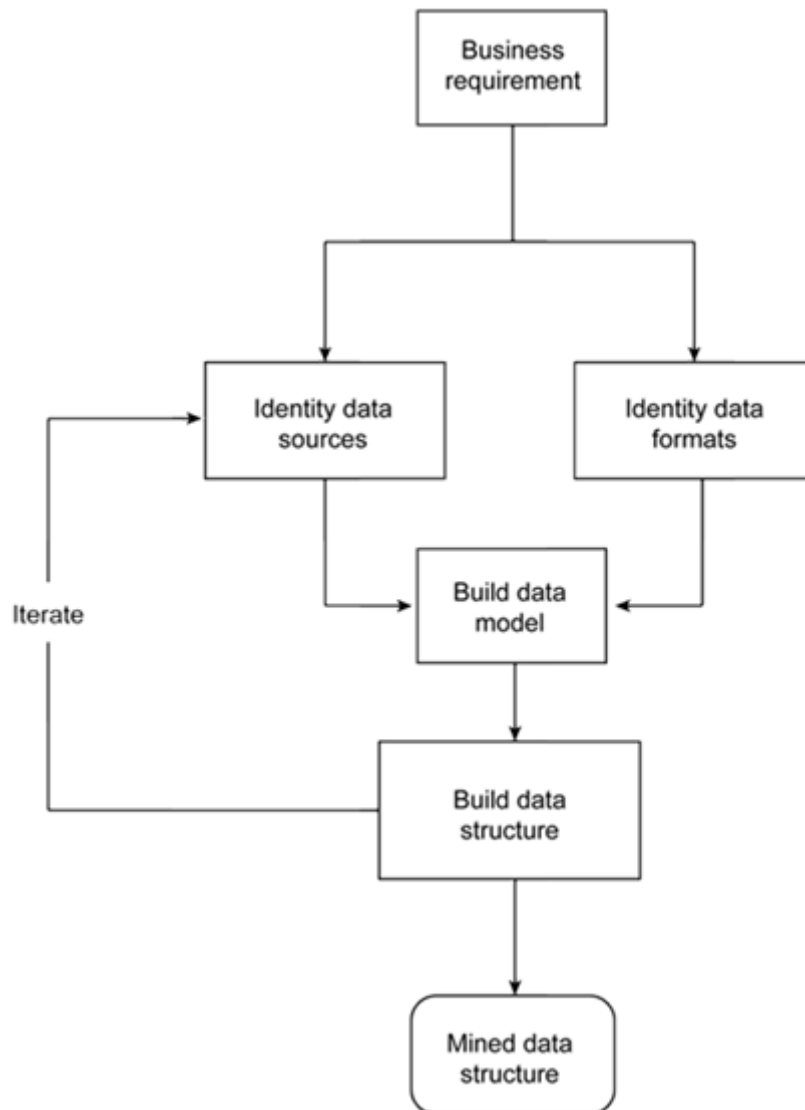 Business
requirement
Identity data
sources
Identity data
formats
Build data
model
Iterate
Build data
structure
Mined data
structure